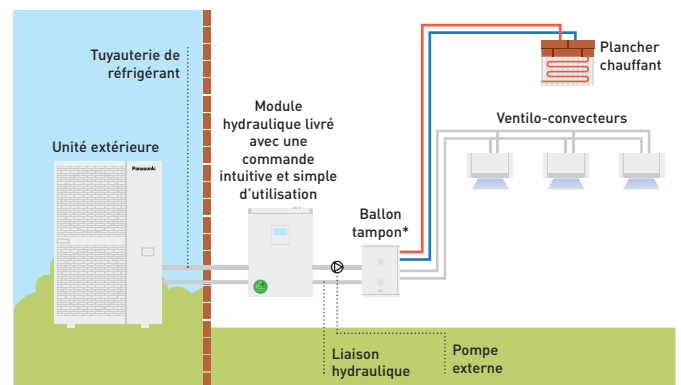 Tuyauterie de
réfrigérant
Unité extérieure
Panasonic
Module
hydraulique livré
avec une
commande
intuitive et simple
d'utilisation
Ballon
tampon*
Plancher
chauffant
Ventilo-convecteurs
Liaison
hydraulique
Pompe
externe